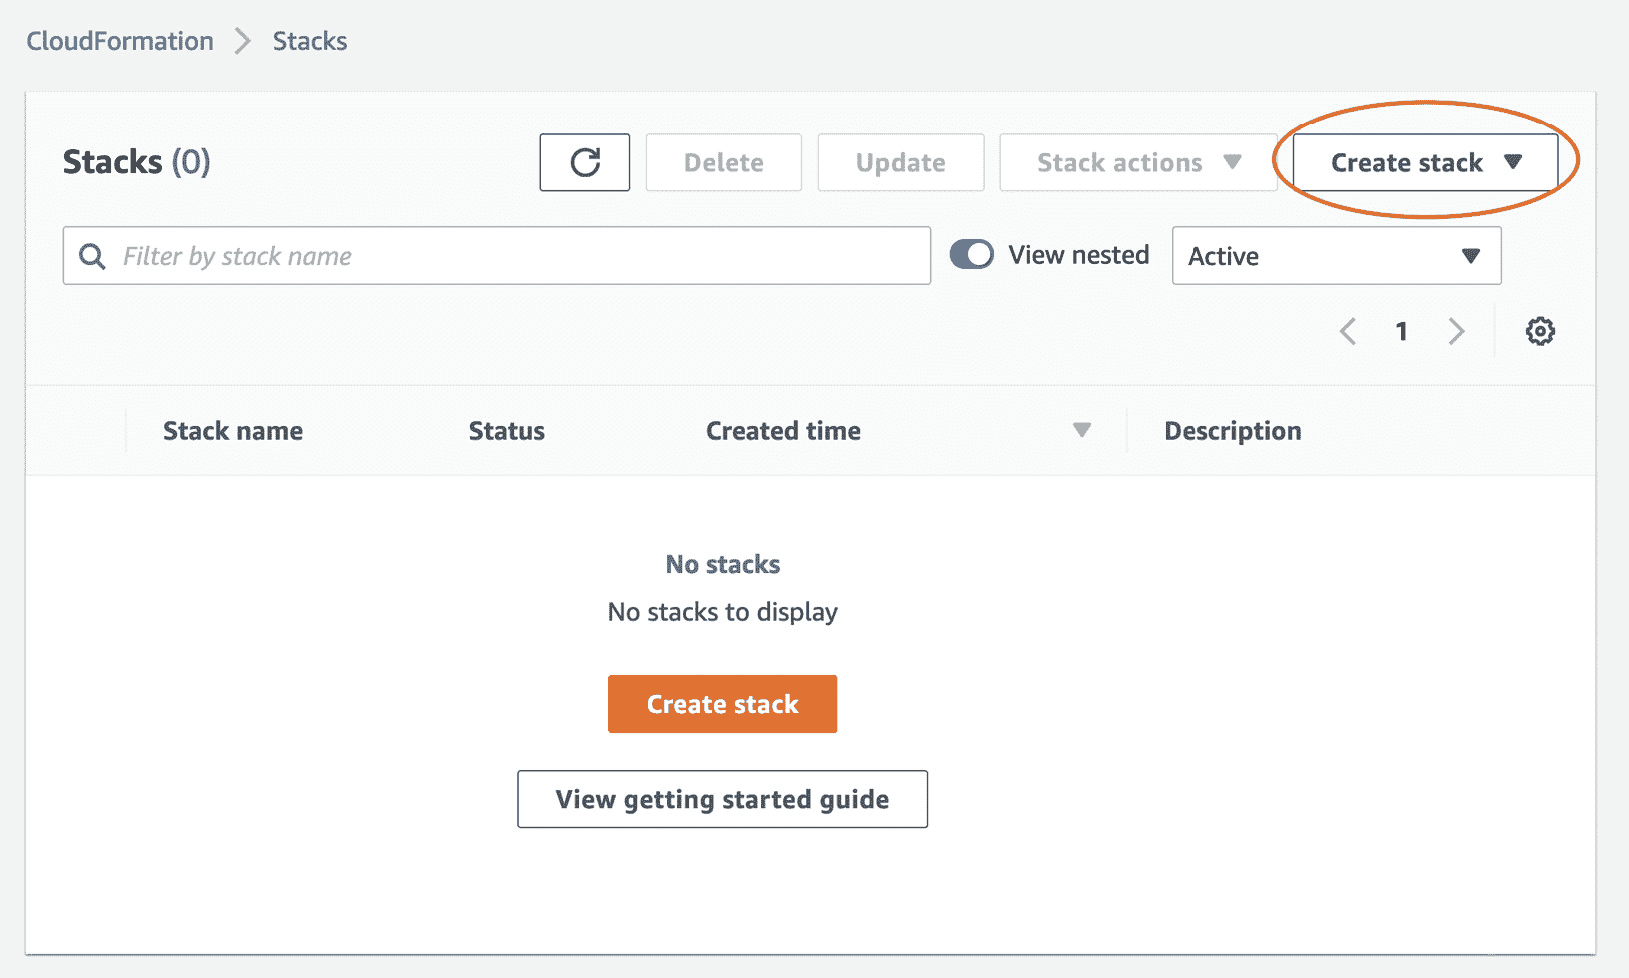 CloudFormation Stacks
Stacks (0) Delete Update Stack actions Create stack
Filter by stack name View nested Active
1
Stack name Status Created time Description
No stacks
No stacks to display
Create stack
View getting started guide